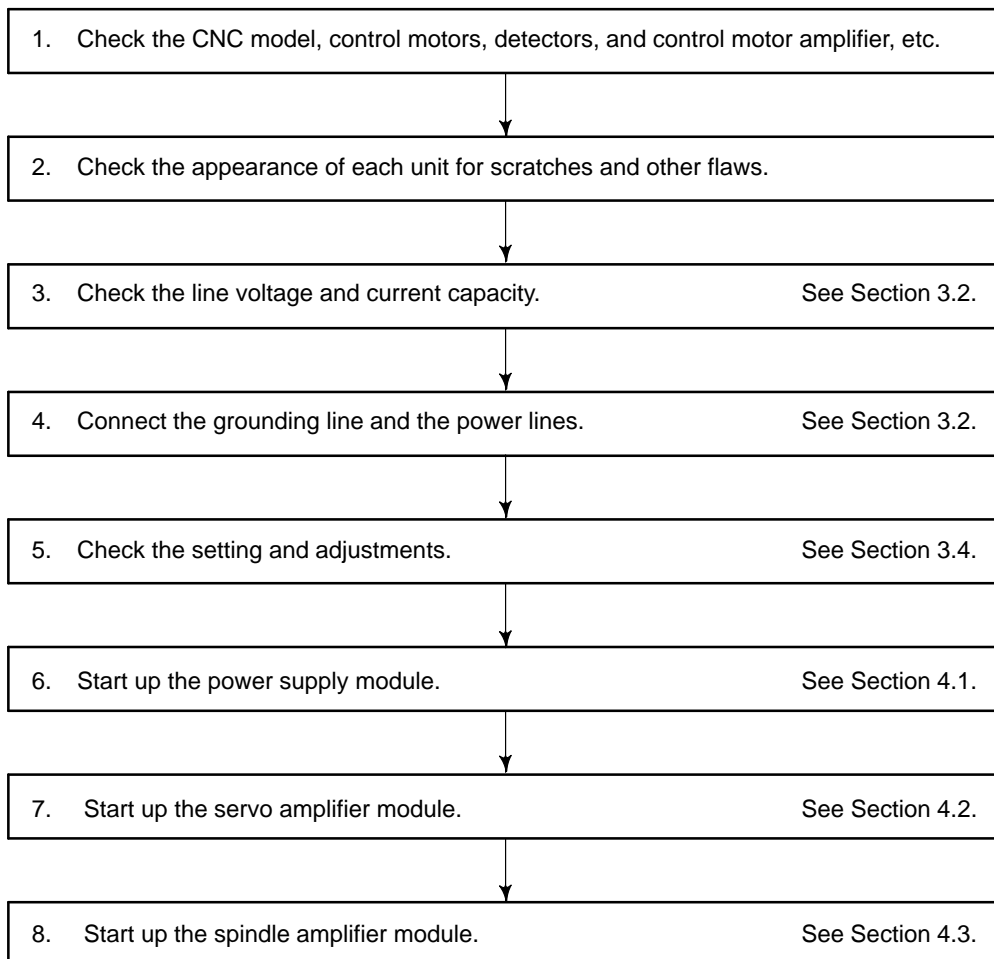 1. Check the CNC model, control motors, detectors, and control motor amplifier, etc.
2. Check the appearance of each unit for scratches and other flaws.
3. Check the line voltage and current capacity. See Section 3.2.
4. Connect the grounding line and the power lines. See Section 3.2.
5. Check the setting and adjustments. See Section 3.4.
6. Start up the power supply module. See Section 4.1.
7. Start up the servo amplifier module. See Section 4.2.
8. Start up the spindle amplifier module. See Section 4.3.